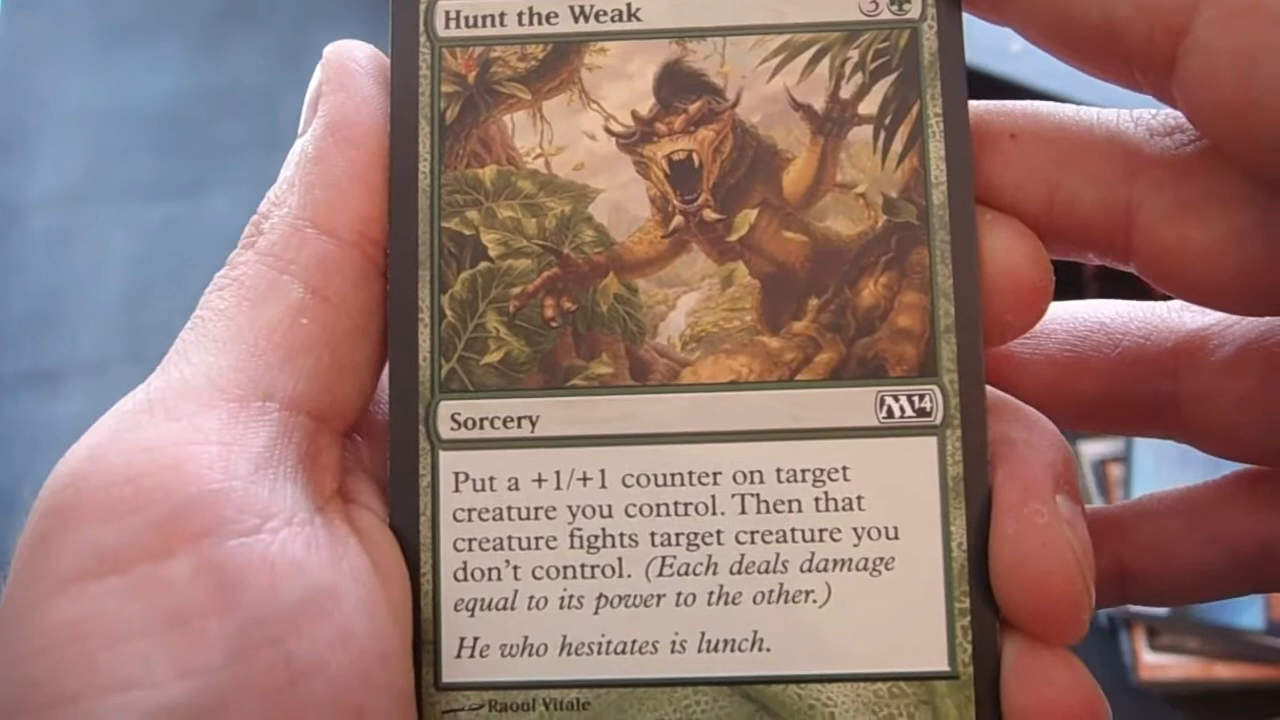 Hunt the Weak 3
Sorcery M14
Put a +1/+1 counter on target
creature you control. Then that
creature fights target creature you
don't control. (Each deals damage
equal to its power to the other.)
He who hesitates is lunch.
Raoul Vitale